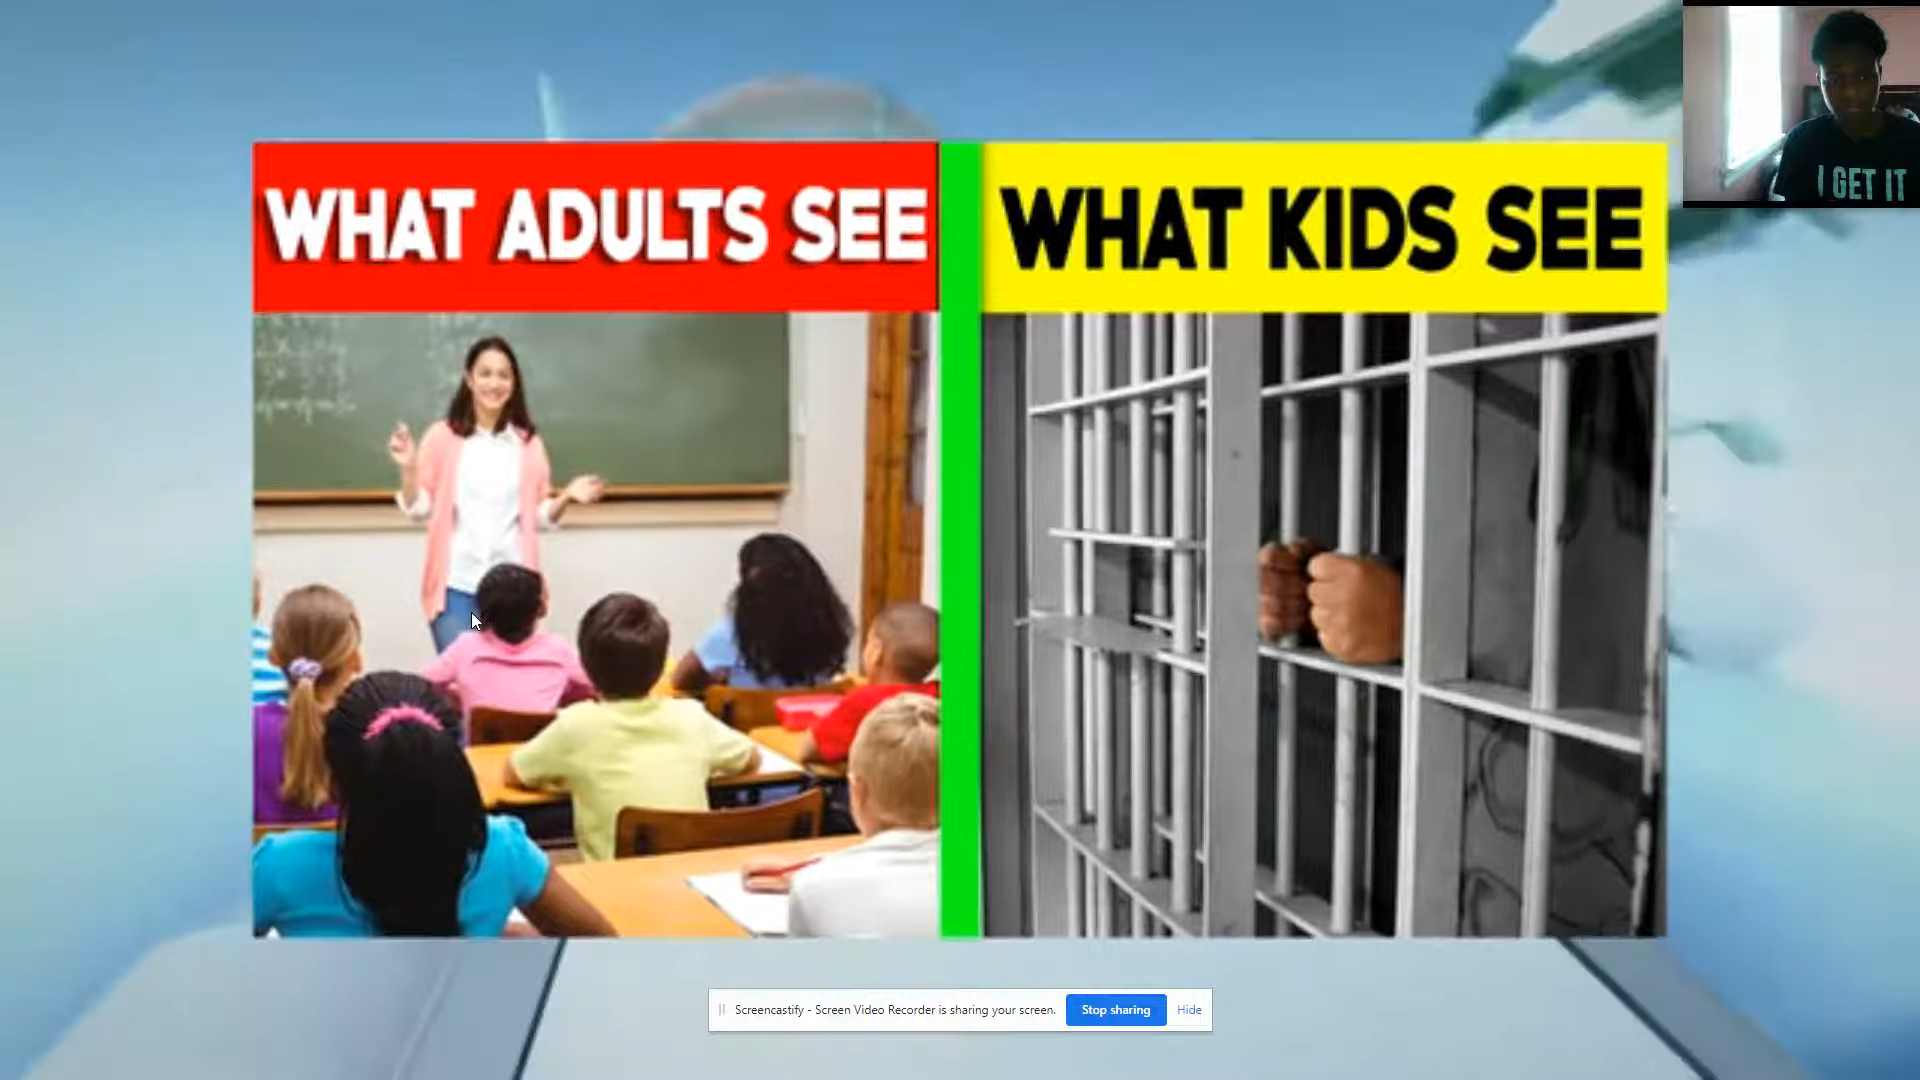 WHAT ADULTS SEE
WHAT KIDS SEE
I GET IT
Screencastify - Screen Video Recorder is sharing your screen.
Stop sharing
Hide